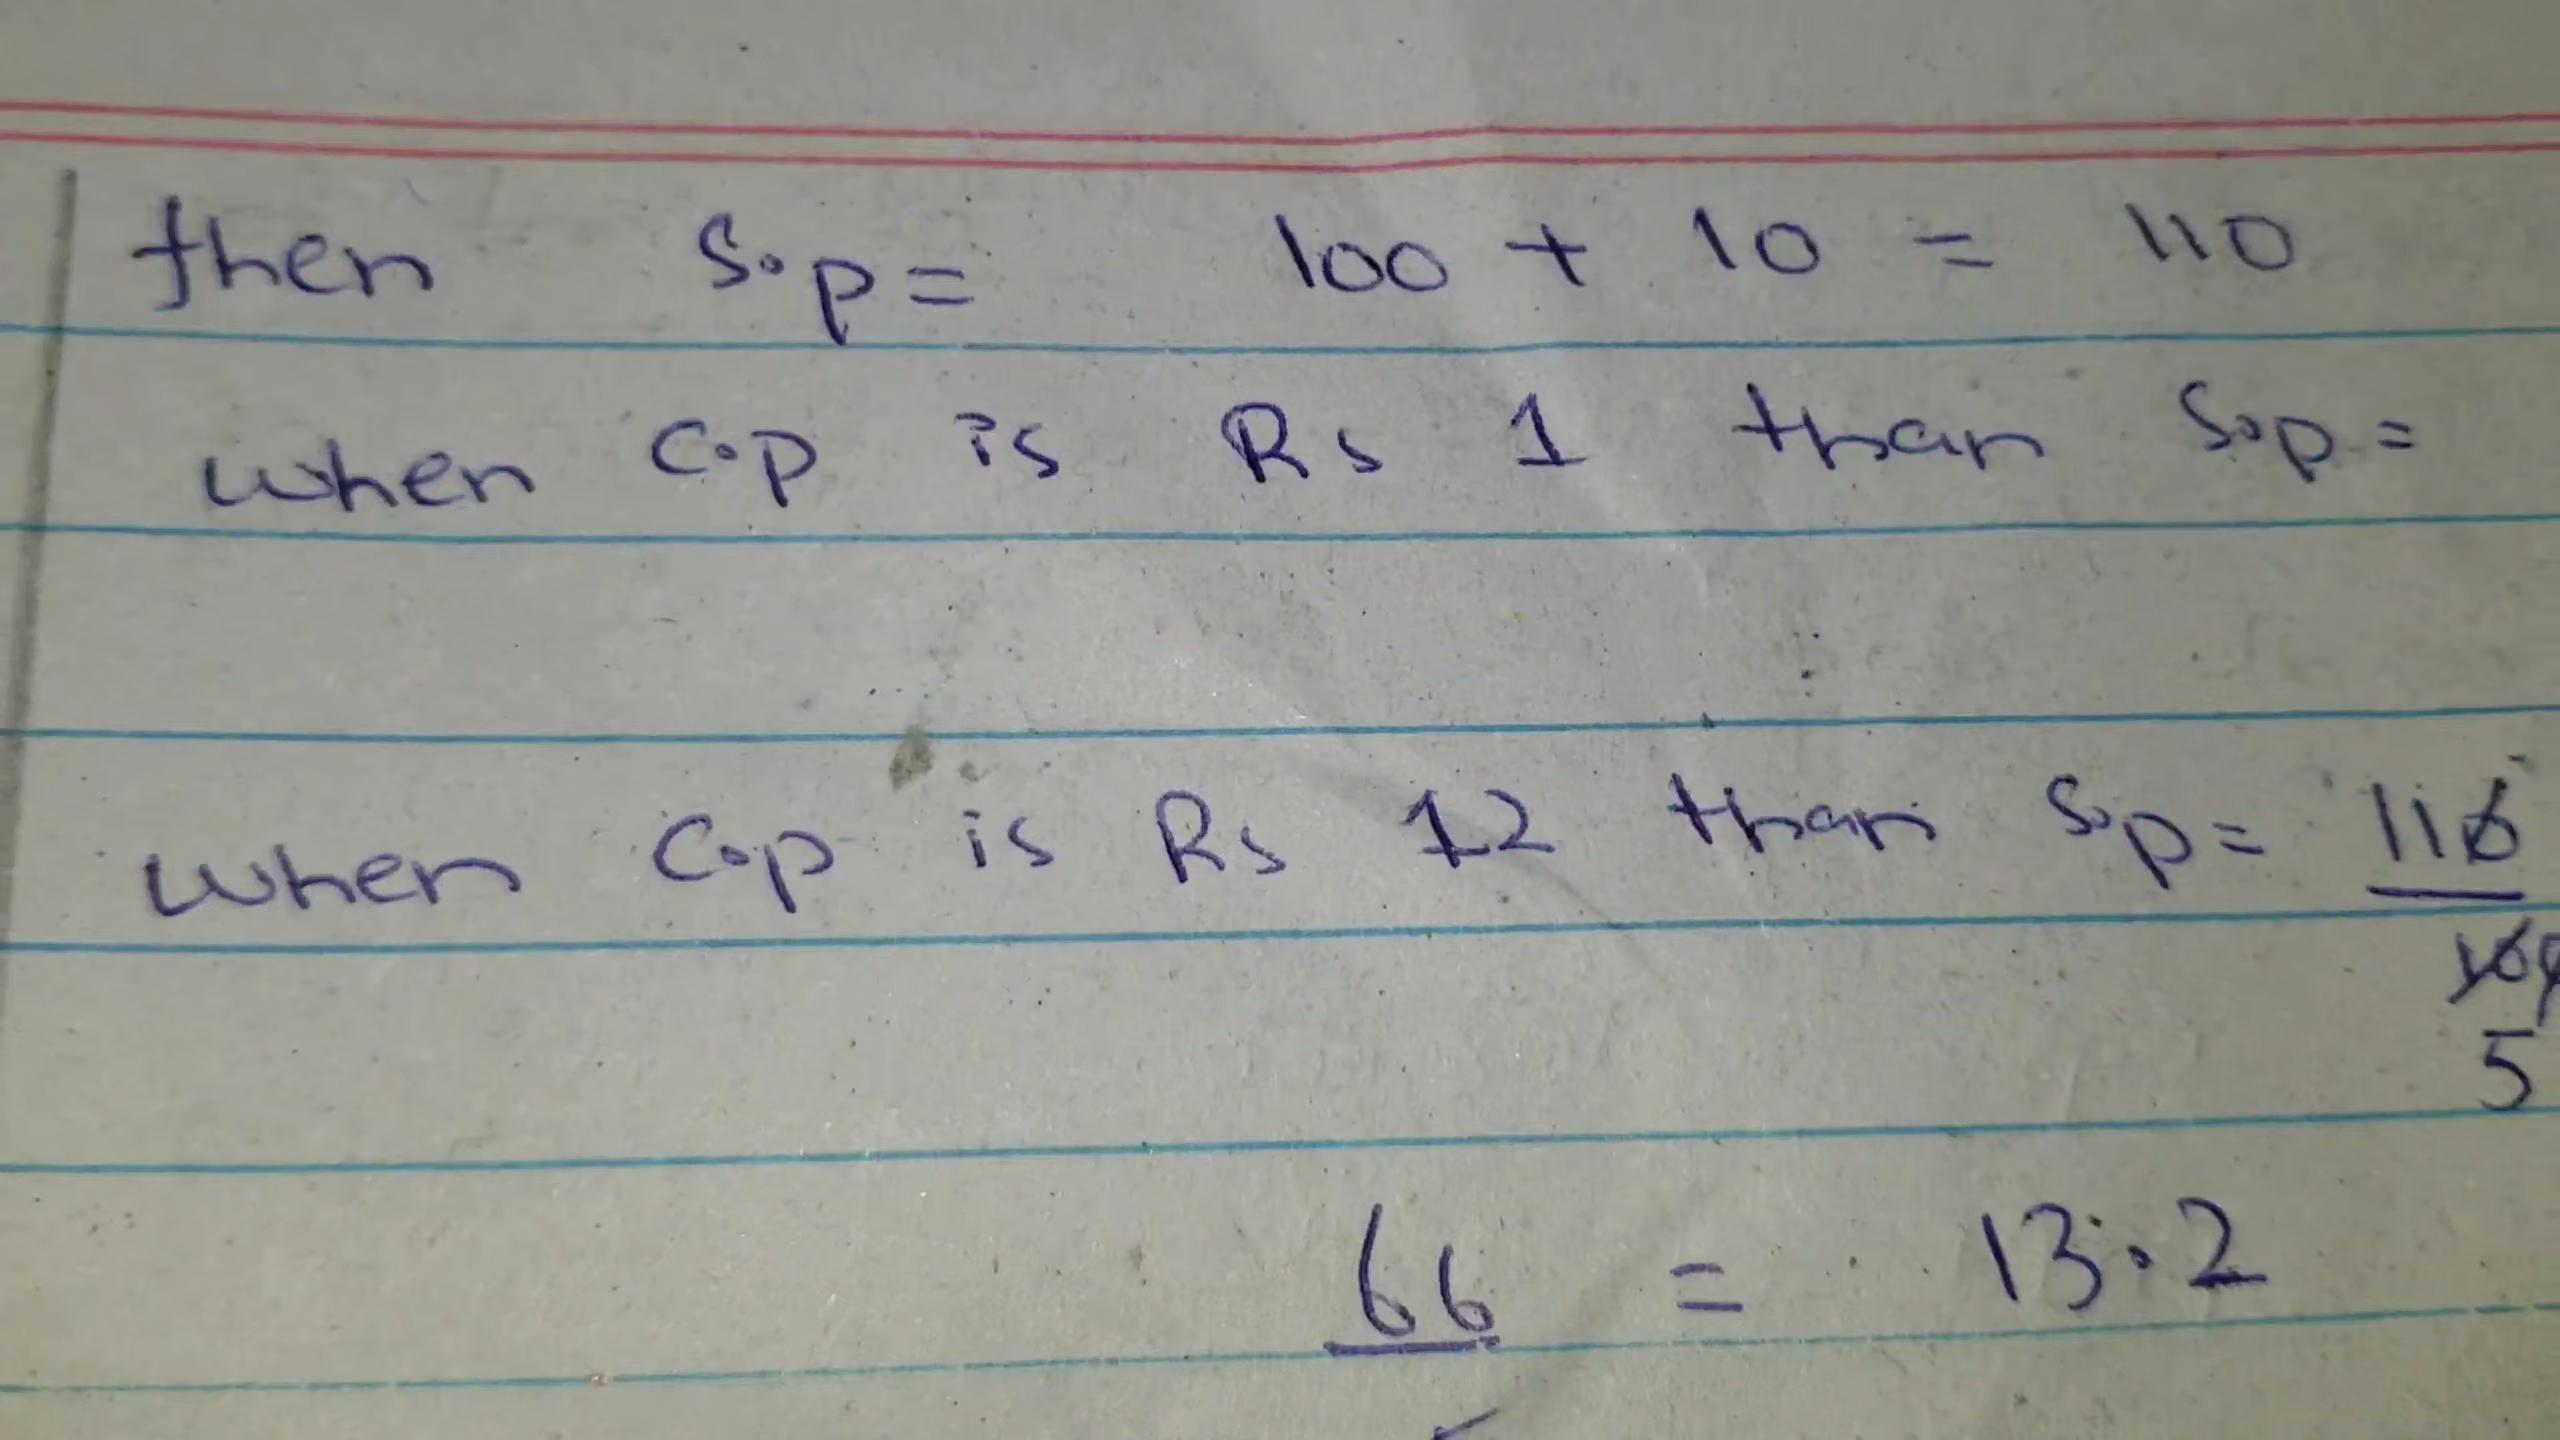 then S.p = 100 + 10 = 110
when C.p is Rs 1 than S.p =
when C.p is Rs 12 than S.p = 110
5
66 = 13.2